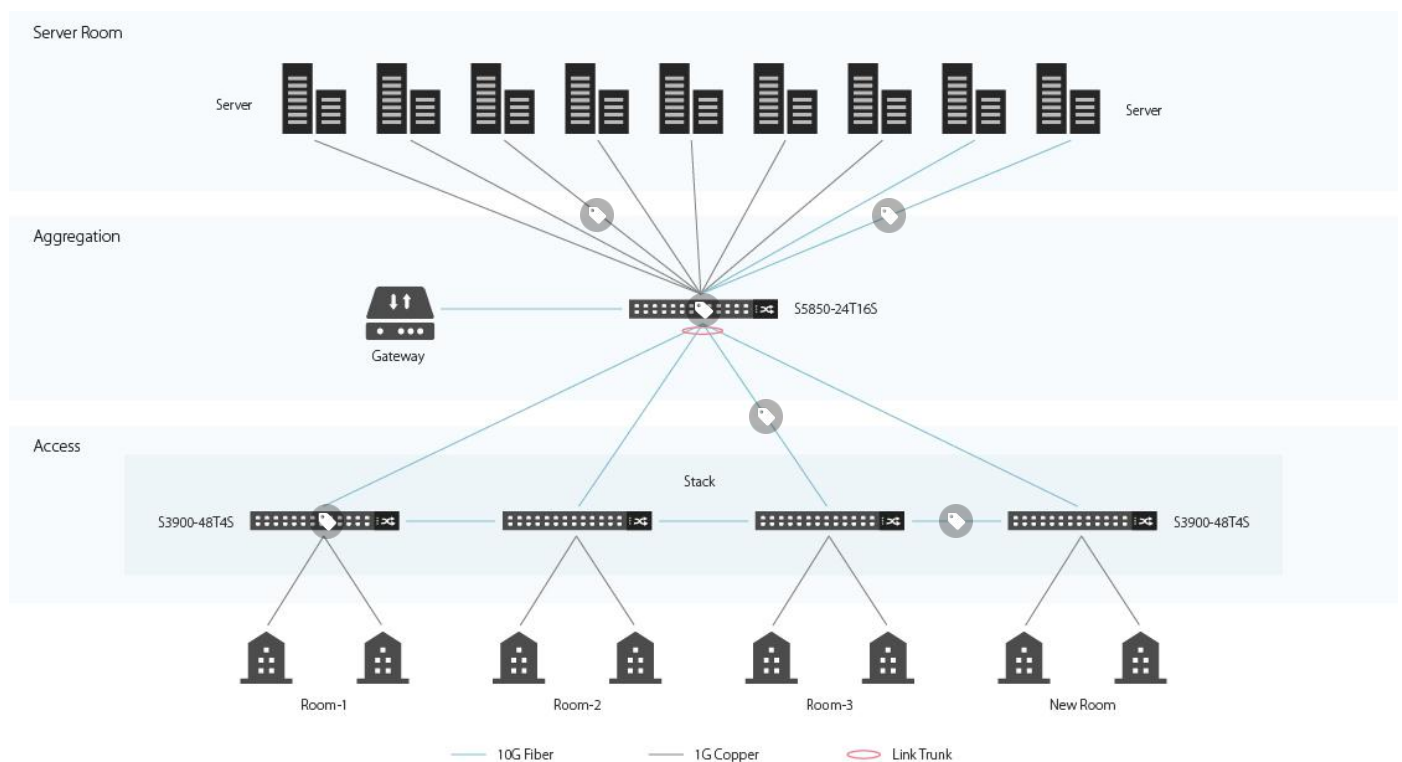 Server Room
Server
Server
Aggregation
S5850-24T16S
Gateway
Access
Stack
S3900-48T4S
S3900-48T4S
Room-1
Room-2
Room-3
New Room
10G Fiber
1G Copper
Link Trunk